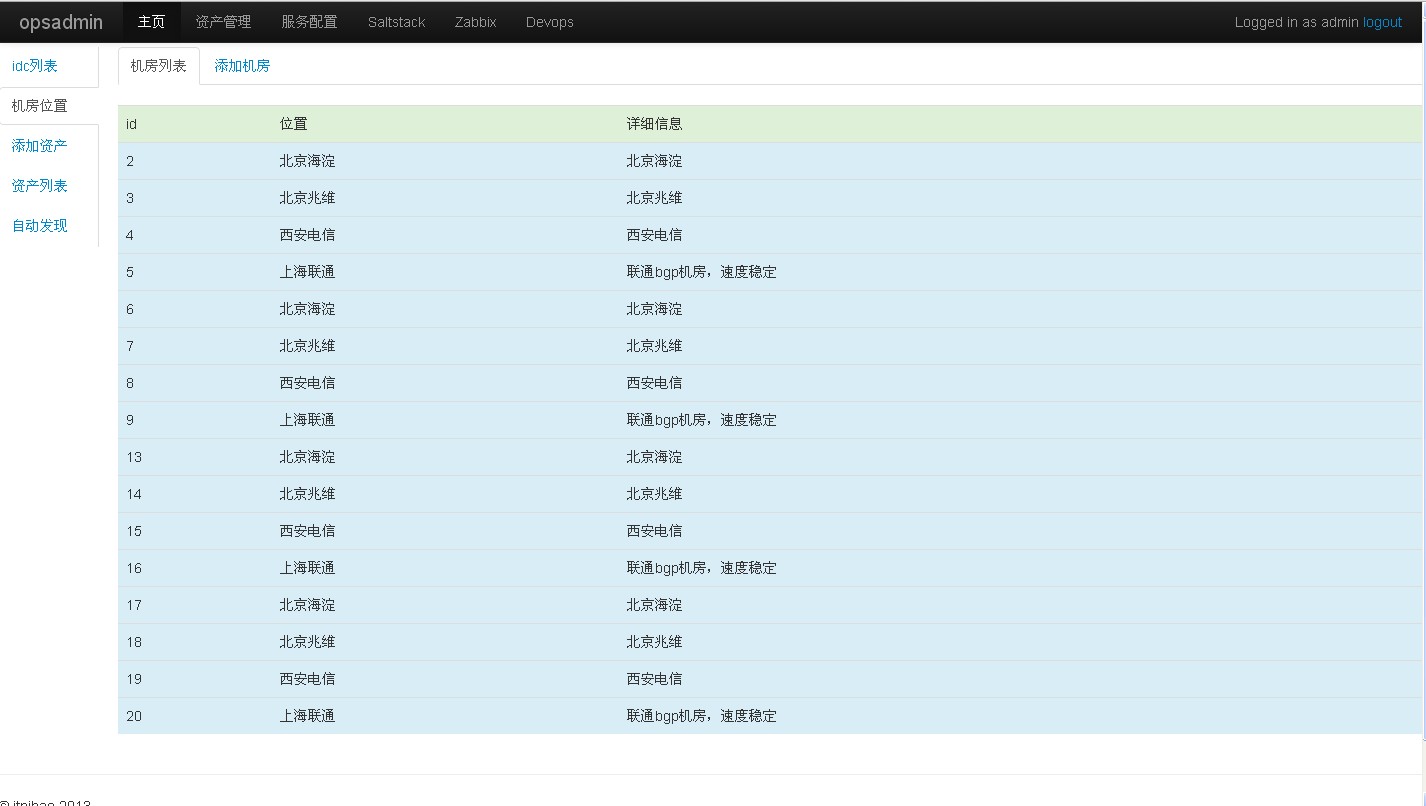 opsadmin 主页 资产管理 服务配置 Saltstack Zabbix Devops Logged in as admin logout
idc列表
机房位置
添加资产
资产列表
自动发现
机房列表 添加机房
id 位置 详细信息
2 北京海淀 北京海淀
3 北京兆维 北京兆维
4 西安电信 西安电信
5 上海联通 联通bgp机房，速度稳定
6 北京海淀 北京海淀
7 北京兆维 北京兆维
8 西安电信 西安电信
9 上海联通 联通bgp机房，速度稳定
13 北京海淀 北京海淀
14 北京兆维 北京兆维
15 西安电信 西安电信
16 上海联通 联通bgp机房，速度稳定
17 北京海淀 北京海淀
18 北京兆维 北京兆维
19 西安电信 西安电信
20 上海联通 联通bgp机房，速度稳定
© itnihao 2013